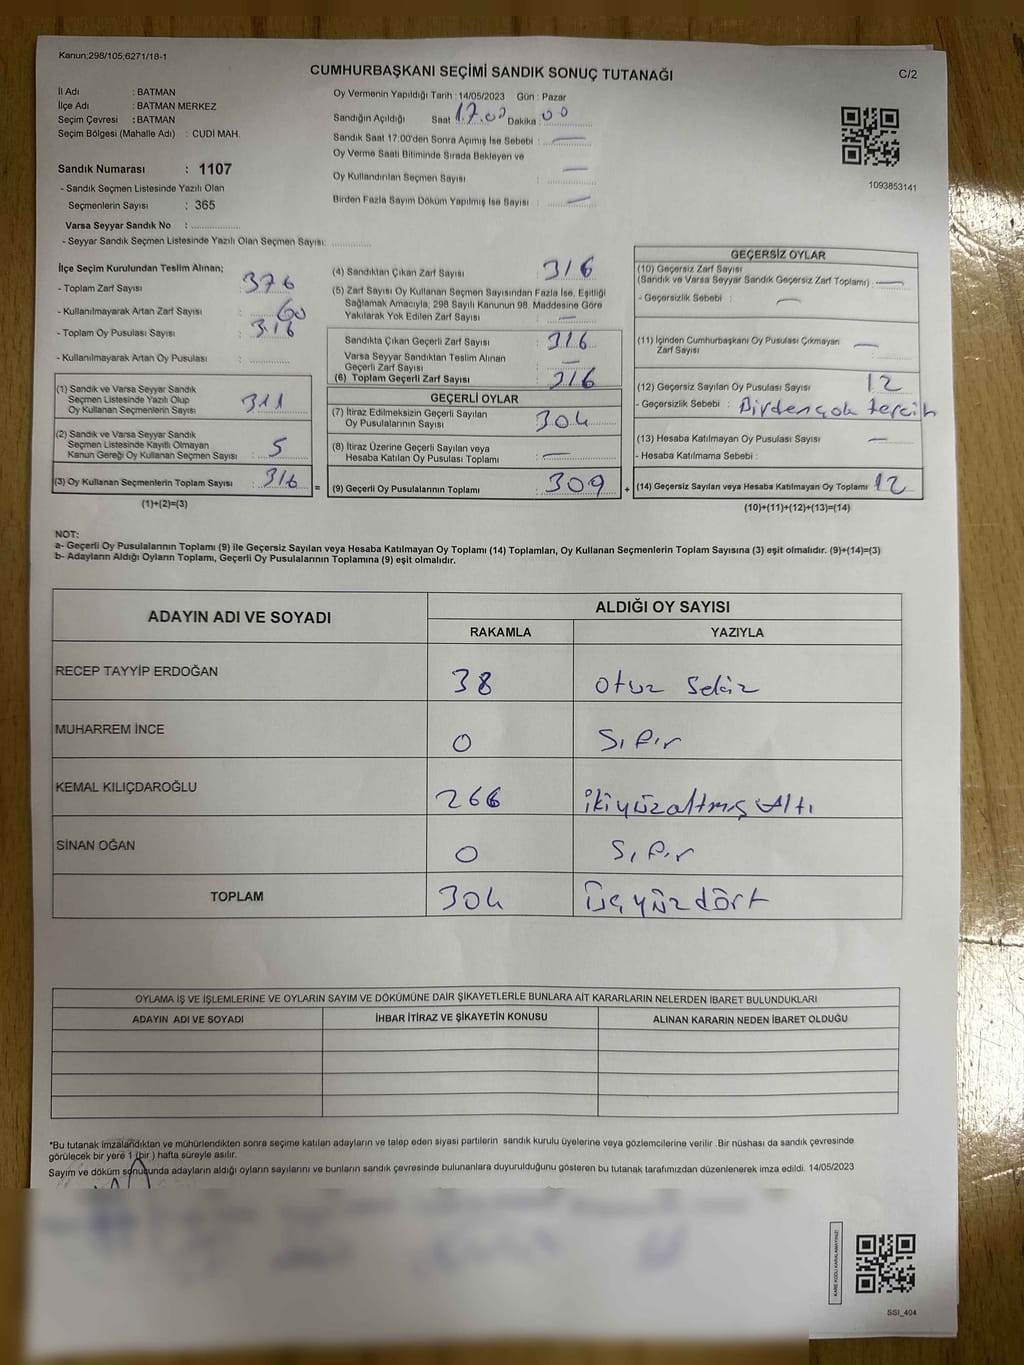 Kanun;298/105;6271/18-1
CUMHURBAŞKANI SEÇİMİ SANDIK SONUÇ TUTANAĞI
C/2
İl Adı : BATMAN
İlçe Adı : BATMAN MERKEZ
Seçim Çevresi : BATMAN
Seçim Bölgesi (Mahalle Adı) : CUDİ MAH.
Oy Vermenin Yapıldığı Tarih : 14/05/2023 Gün : Pazar
Sandığın Açıldığı Saat 17.00 Dakika : 00
Sandık Saat 17:00'den Sonra Açımış İse Sebebi : —
Oy Verme Saati Bitiminde Sırada Bekleyen ve
Oy Kullandırılan Seçmen Sayısı : —
Birden Fazla Sayım Döküm Yapılmış İse Sayısı : —
1093853141
Sandık Numarası : 1107
- Sandık Seçmen Listesinde Yazılı Olan
Seçmenlerin Sayısı : 365
Varsa Seyyar Sandık No :
- Seyyar Sandık Seçmen Listesinde Yazılı Olan Seçmen Sayısı:
İlçe Seçim Kurulundan Teslim Alınan;
- Toplam Zarf Sayısı : 376
- Kullanılmayarak Artan Zarf Sayısı : 60
- Toplam Oy Pusulası Sayısı : 316
- Kullanılmayarak Artan Oy Pusulası :
(1) Sandık ve Varsa Seyyar Sandık
Seçmen Listesinde Yazılı Olup
Oy Kullanan Seçmenlerin Sayısı : 311
(2) Sandık ve Varsa Seyyar Sandık
Seçmen Listesinde Kayıtlı Olmayan
Kanun Gereği Oy Kullanan Seçmen Sayısı : 5
(3) Oy Kullanan Seçmenlerin Toplam Sayısı : 316 =
(1)+(2)=(3)
(4) Sandıktan Çıkan Zarf Sayısı : 316
(5) Zarf Sayısı Oy Kullanan Seçmen Sayısından Fazla İse, Eşitliği
Sağlamak Amacıyla; 298 Sayılı Kanunun 98. Maddesine Göre
Yakılarak Yok Edilen Zarf Sayısı : —
Sandıkta Çıkan Geçerli Zarf Sayısı : 316
Varsa Seyyar Sandıktan Teslim Alınan
Geçerli Zarf Sayısı : —
(6) Toplam Geçerli Zarf Sayısı : 316
GEÇERLİ OYLAR
(7) İtiraz Edilmeksizin Geçerli Sayılan
Oy Pusulalarının Sayısı : 304
(8) İtiraz Üzerine Geçerli Sayılan veya
Hesaba Katılan Oy Pusulası Toplamı : —
(9) Geçerli Oy Pusulalarının Toplamı : 309 +
GEÇERSİZ OYLAR
(10) Geçersiz Zarf Sayısı
(Sandık ve Varsa Seyyar Sandık Geçersiz Zarf Toplamı) : —
- Geçersizlik Sebebi : —
(11) İçinden Cumhurbaşkanı Oy Pusulası Çıkmayan
Zarf Sayısı : —
(12) Geçersiz Sayılan Oy Pusulası Sayısı : 12
- Geçersizlik Sebebi : Birden çok tercih
(13) Hesaba Katılmayan Oy Pusulası Sayısı : —
- Hesaba Katılmama Sebebi :
(14) Geçersiz Sayılan veya Hesaba Katılmayan Oy Toplamı : 12
(10)+(11)+(12)+(13)=(14)
NOT:
a- Geçerli Oy Pusulalarının Toplamı (9) ile Geçersiz Sayılan veya Hesaba Katılmayan Oy Toplamı (14) Toplamları, Oy Kullanan Seçmenlerin Toplam Sayısına (3) eşit olmalıdır. (9)+(14)=(3)
b- Adayların Aldığı Oyların Toplamı, Geçerli Oy Pusulalarının Toplamına (9) eşit olmalıdır.
ADAYIN ADI VE SOYADI
ALDIĞI OY SAYISI
RAKAMLA YAZIYLA
RECEP TAYYİP ERDOĞAN 38 otuz sekiz
MUHARREM İNCE 0 Sıfır
KEMAL KILIÇDAROĞLU 266 ikiyüzaltmış Altı
SİNAN OĞAN 0 Sıfır
TOPLAM 304 Üçyüzdört
OYLAMA İŞ VE İŞLEMLERİNE VE OYLARIN SAYIM VE DÖKÜMÜNE DAİR ŞİKAYETLERLE BUNLARA AİT KARARLARIN NELERDEN İBARET BULUNDUKLARI
ADAYIN ADI VE SOYADI İHBAR İTİRAZ VE ŞİKAYETİN KONUSU ALINAN KARARIN NEDEN İBARET OLDUĞU
*Bu tutanak imzalandıktan ve mühürlendikten sonra seçime katılan adayların ve talep eden siyasi partilerin sandık kurulu üyelerine veya gözlemcilerine verilir .Bir nüshası da sandık çevresinde
görülecek bir yere 1 (bir ) hafta süreyle asılır.
Sayım ve döküm sonucunda adayların aldığı oyların sayılarını ve bunların sandık çevresinde bulunanlara duyurulduğunu gösteren bu tutanak tarafımızdan düzenlenerek imza edildi. 14/05/2023
KARE KODU KARALAMAYINIZ!
SSI_404